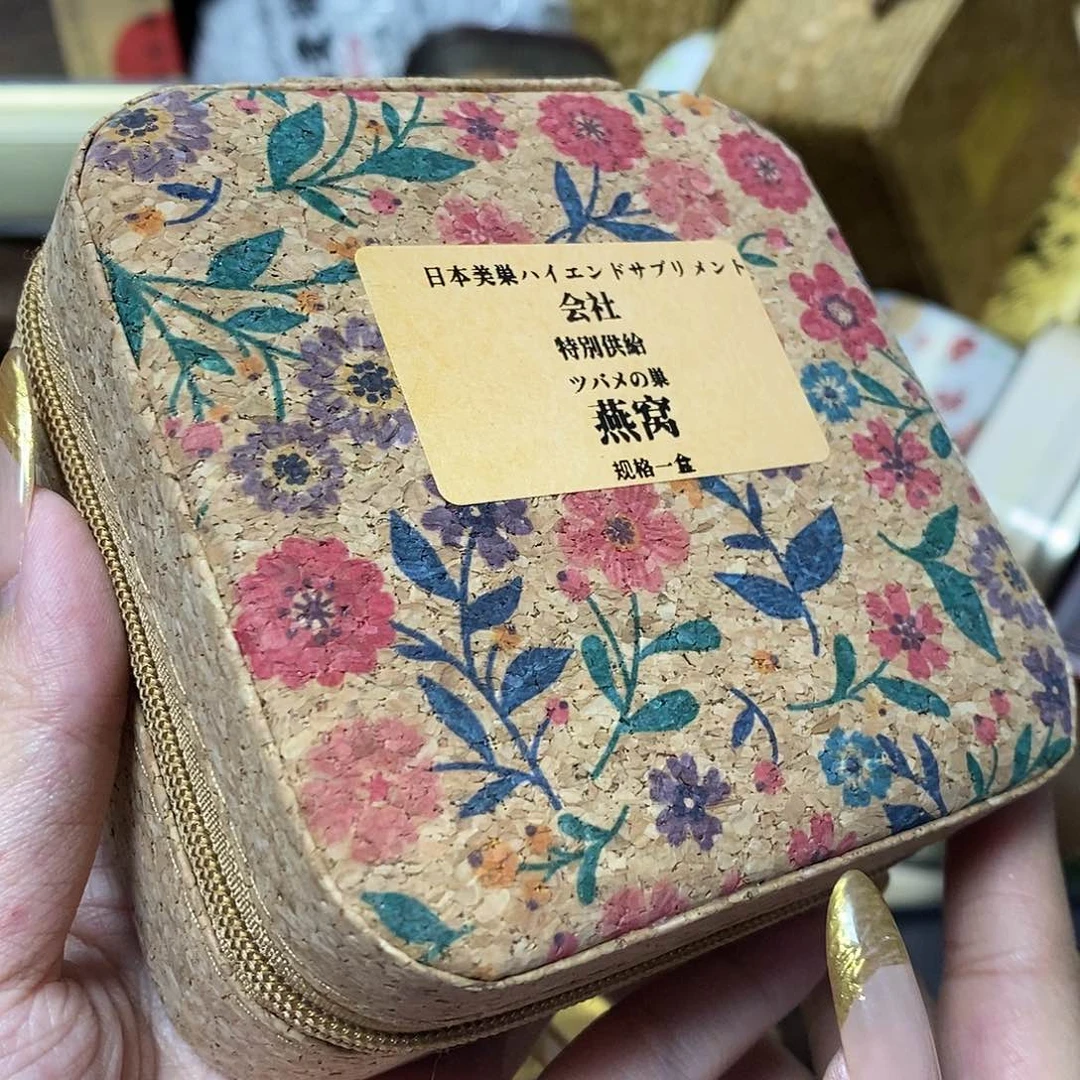 日本美巣ハイエンドサプリメント
会社
特別供給
ツバメの巣
燕窝
规格一盒